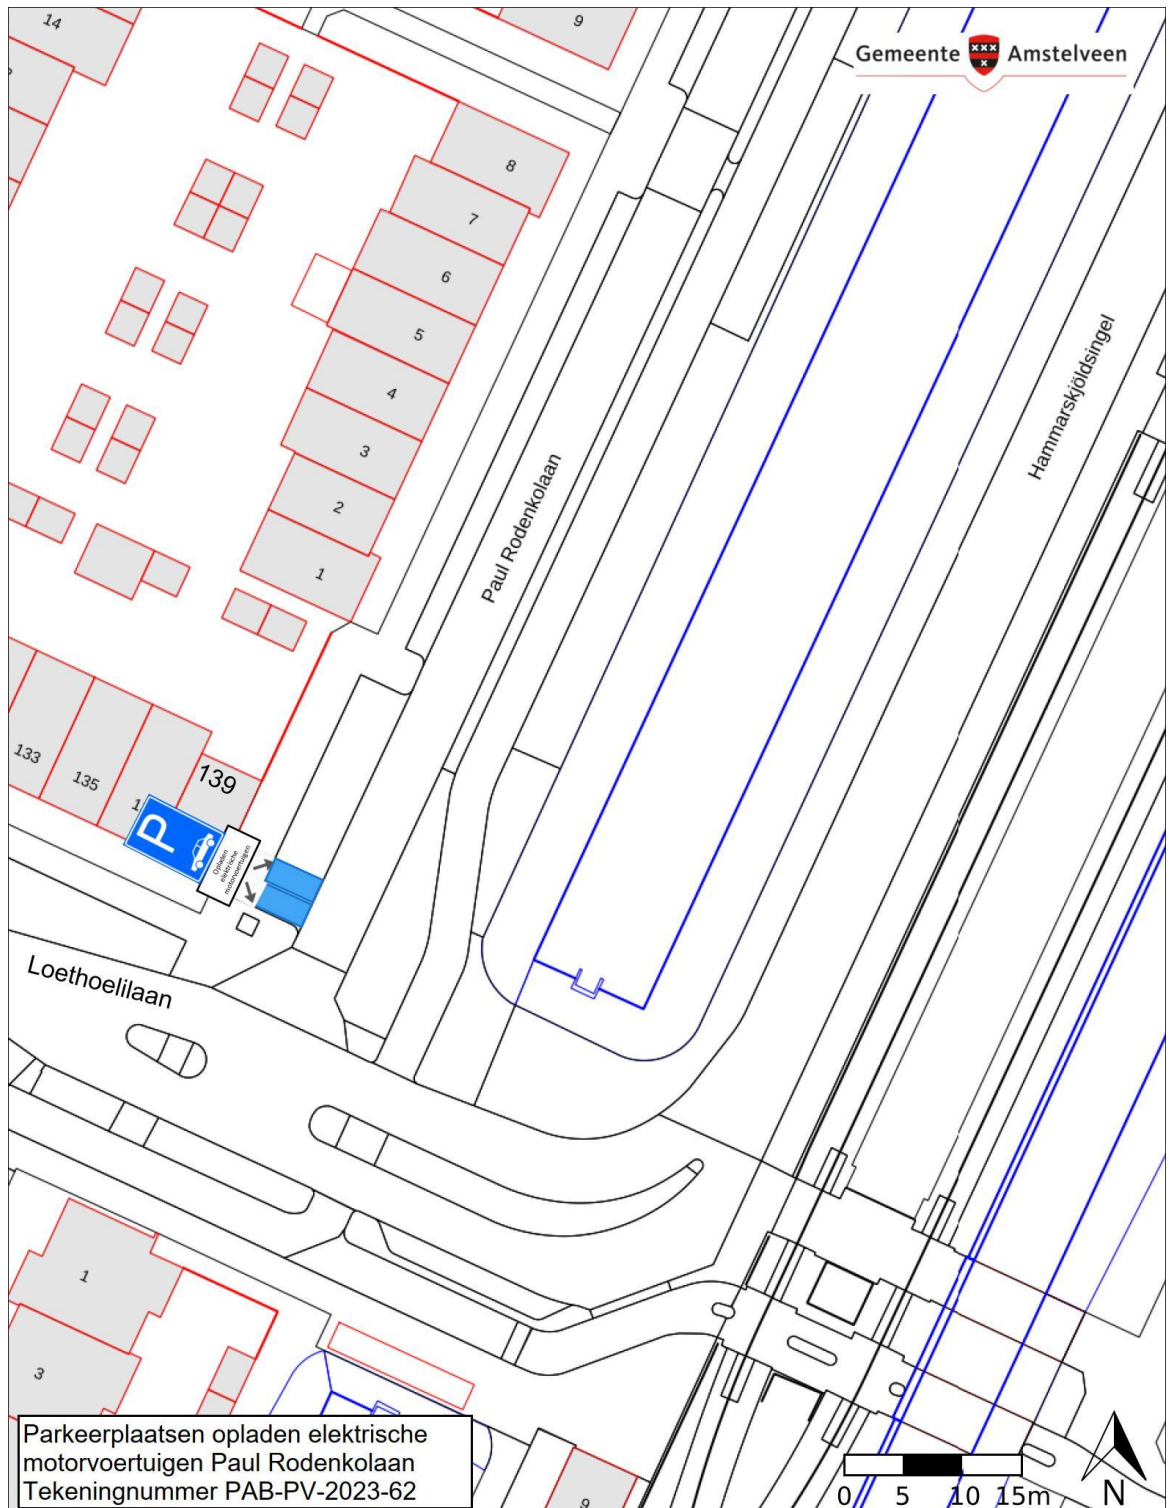 14
9
Gemeente Amstelveen
8
7
6
5
4
3
2
1
Hammarskjöldsingel
Paul Rodenkolaan
133
135
139
P
Opladen
elektrische
motorvoertuigen
Loethoelilaan
1
3
9
Parkeerplaatsen opladen elektrische
motorvoertuigen Paul Rodenkolaan
Tekeningnummer PAB-PV-2023-62
0 5 10 15m
N